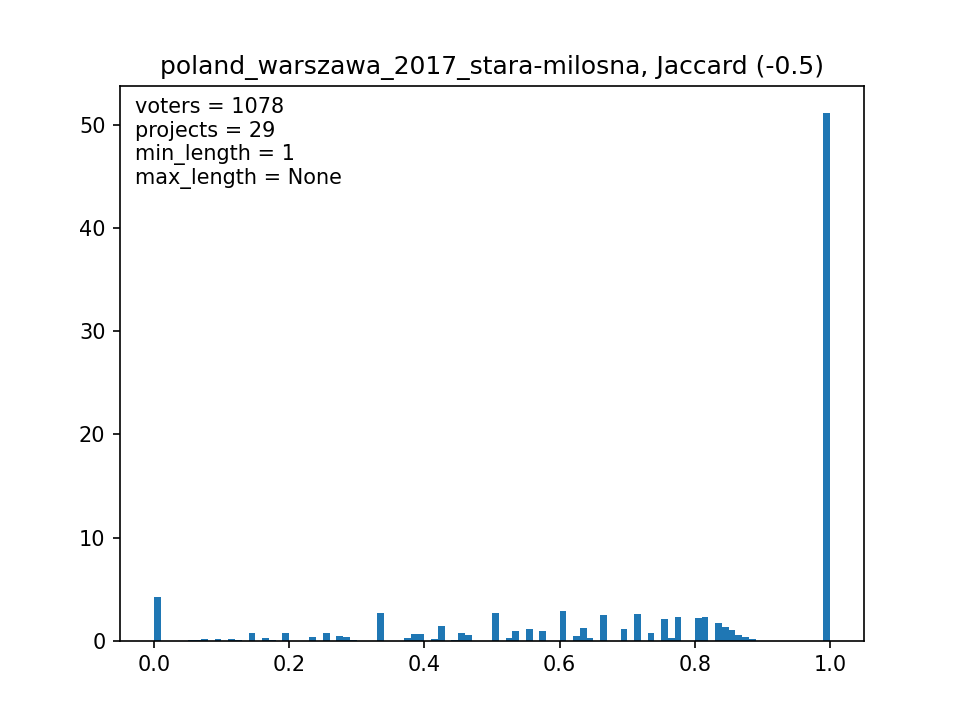 poland_warszawa_2017_stara-milosna, Jaccard (-0.5)
voters = 1078
projects = 29
min_length = 1
max_length = None
50
40
30
20
10
0
0.0 0.2 0.4 0.6 0.8 1.0